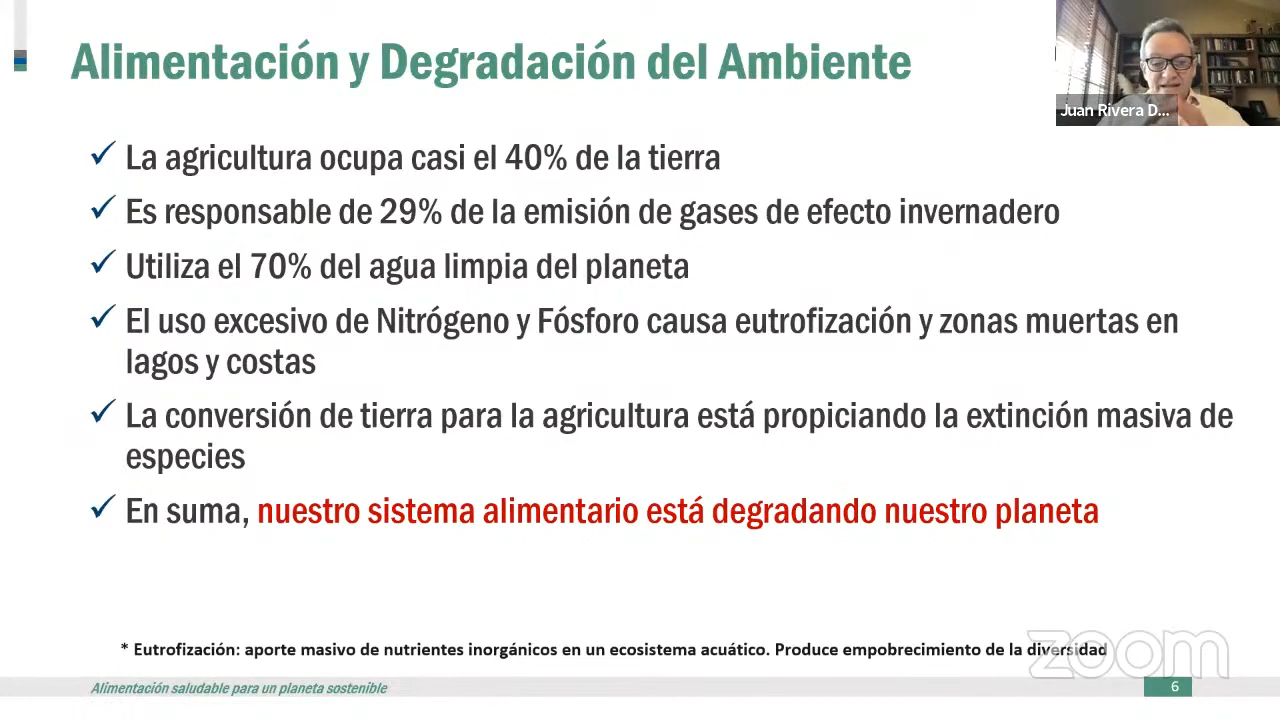 Alimentación y Degradación del Ambiente
Juan Rivera D...
✓ La agricultura ocupa casi el 40% de la tierra
✓ Es responsable de 29% de la emisión de gases de efecto invernadero
✓ Utiliza el 70% del agua limpia del planeta
✓ El uso excesivo de Nitrógeno y Fósforo causa eutrofización y zonas muertas en
lagos y costas
✓ La conversión de tierra para la agricultura está propiciando la extinción masiva de
especies
✓ En suma, nuestro sistema alimentario está degradando nuestro planeta
* Eutrofización: aporte masivo de nutrientes inorgánicos en un ecosistema acuático. Produce empobrecimiento de la diversidad
zoom
Alimentación saludable para un planeta sostenible
6